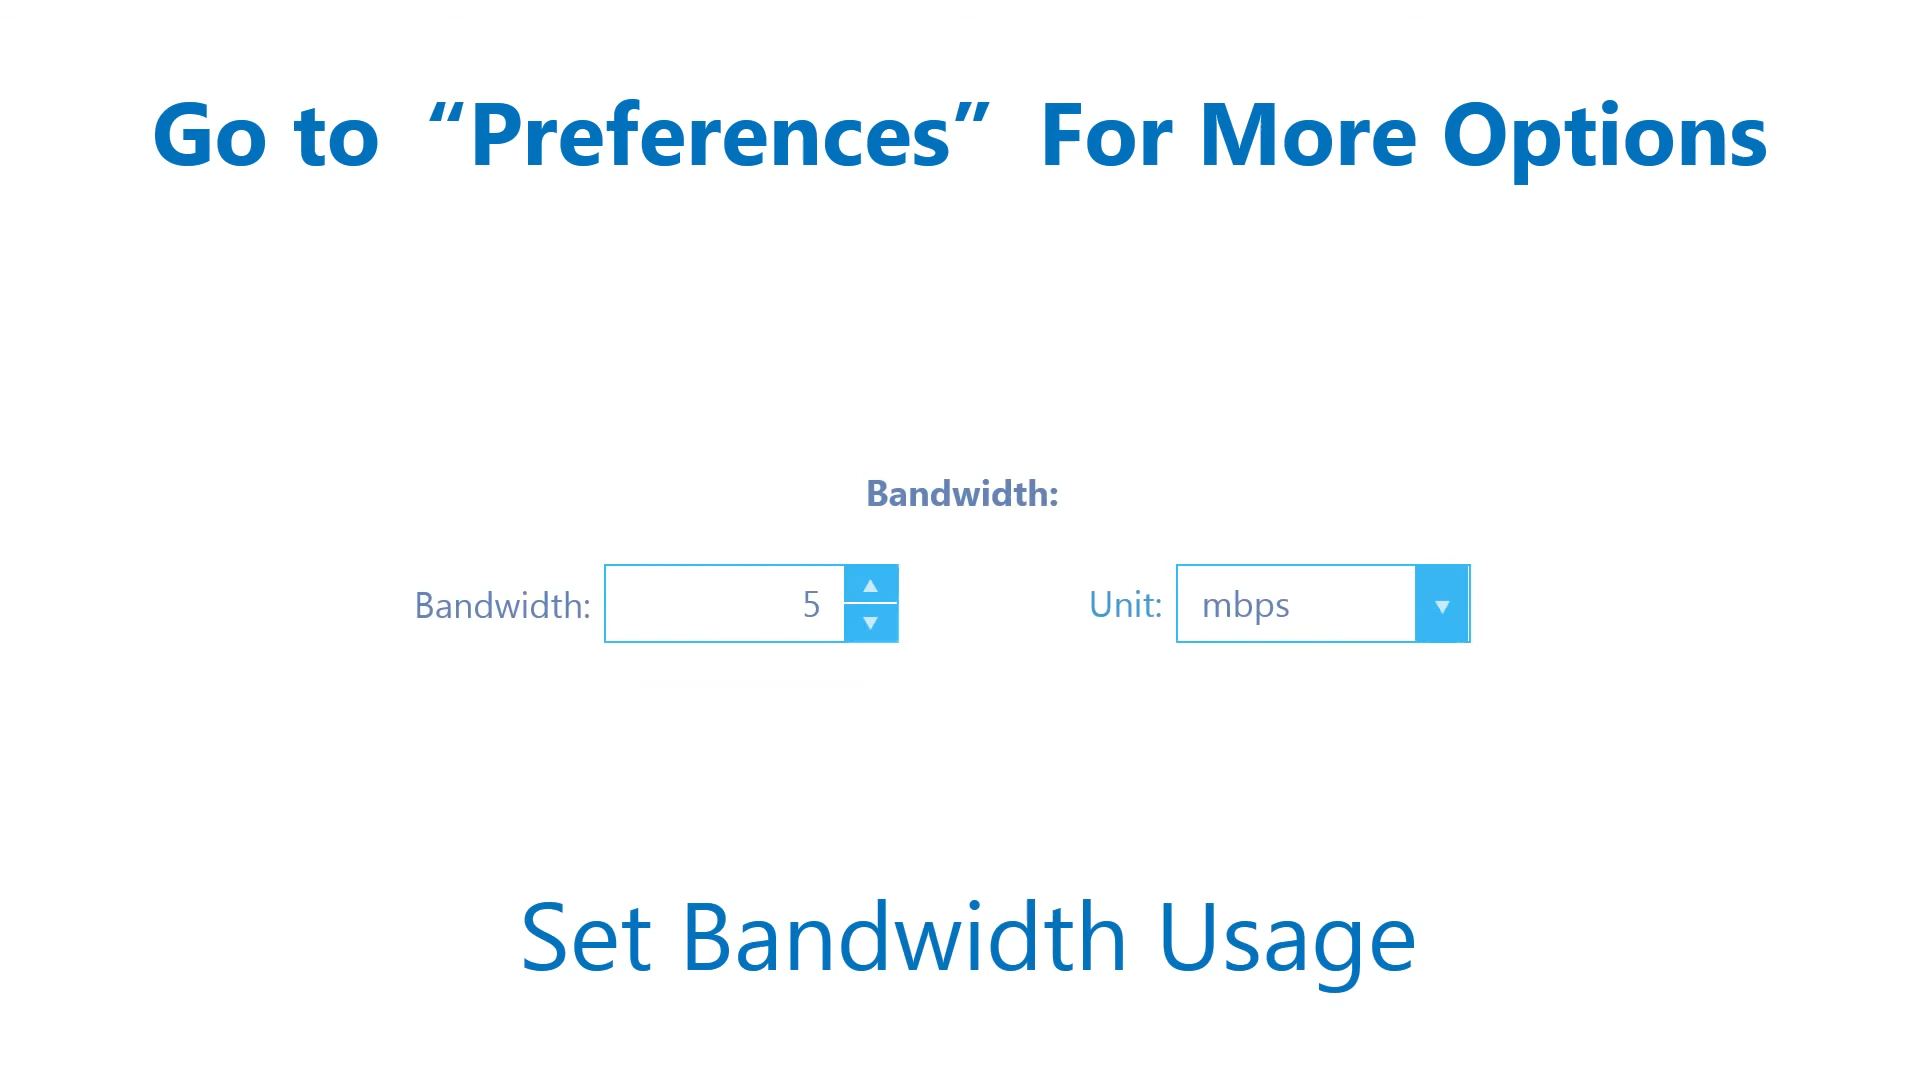 Go to “Preferences” For More Options
Bandwidth:
Bandwidth: 5 Unit: mbps
Set Bandwidth Usage